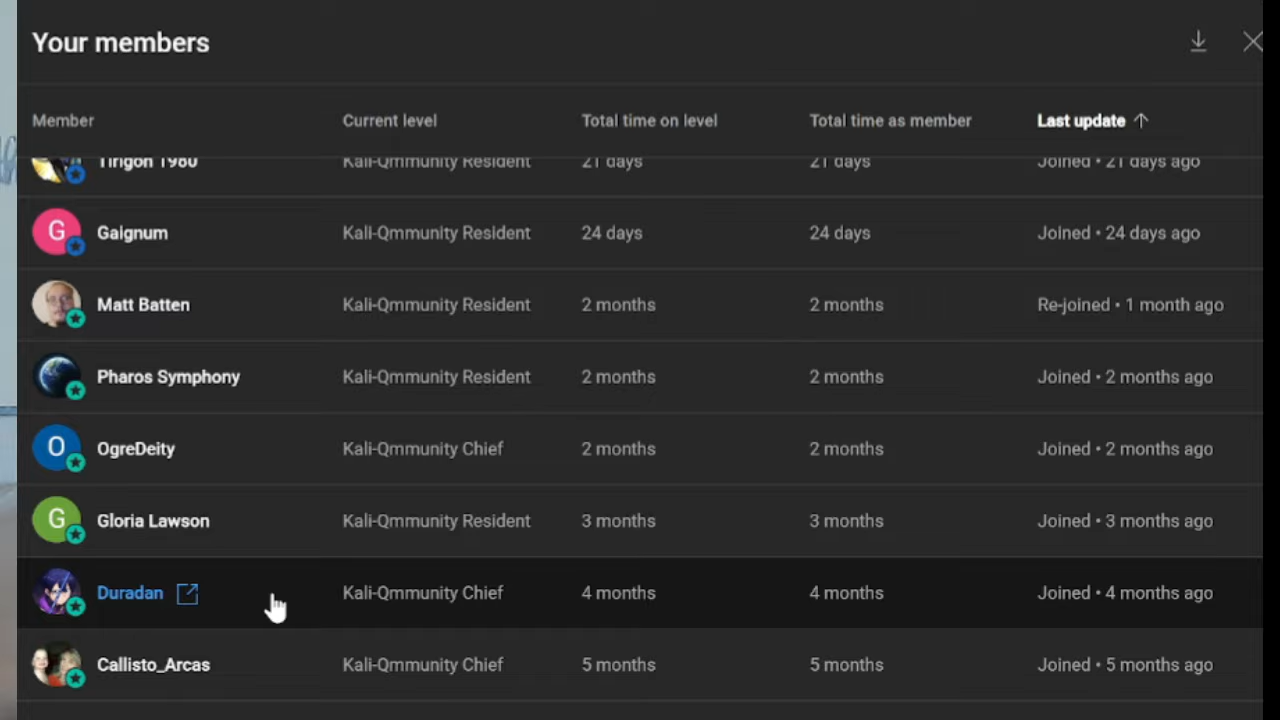 Your members
Member Current level Total time on level Total time as member Last update
Tirigon 1980 Kali-Qmmunity Resident 21 days 21 days Joined • 21 days ago
G Gaignum Kali-Qmmunity Resident 24 days 24 days Joined • 24 days ago
Matt Batten Kali-Qmmunity Resident 2 months 2 months Re-joined • 1 month ago
Pharos Symphony Kali-Qmmunity Resident 2 months 2 months Joined • 2 months ago
O OgreDeity Kali-Qmmunity Chief 2 months 2 months Joined • 2 months ago
G Gloria Lawson Kali-Qmmunity Resident 3 months 3 months Joined • 3 months ago
Duradan Kali-Qmmunity Chief 4 months 4 months Joined • 4 months ago
Callisto_Arcas Kali-Qmmunity Chief 5 months 5 months Joined • 5 months ago